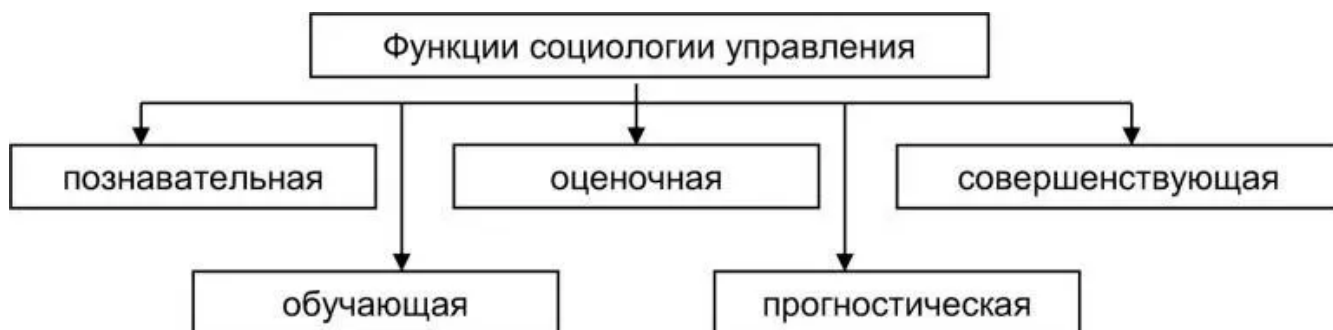 Функции социологии управления
познавательная
оценочная
совершенствующая
обучающая
прогностическая